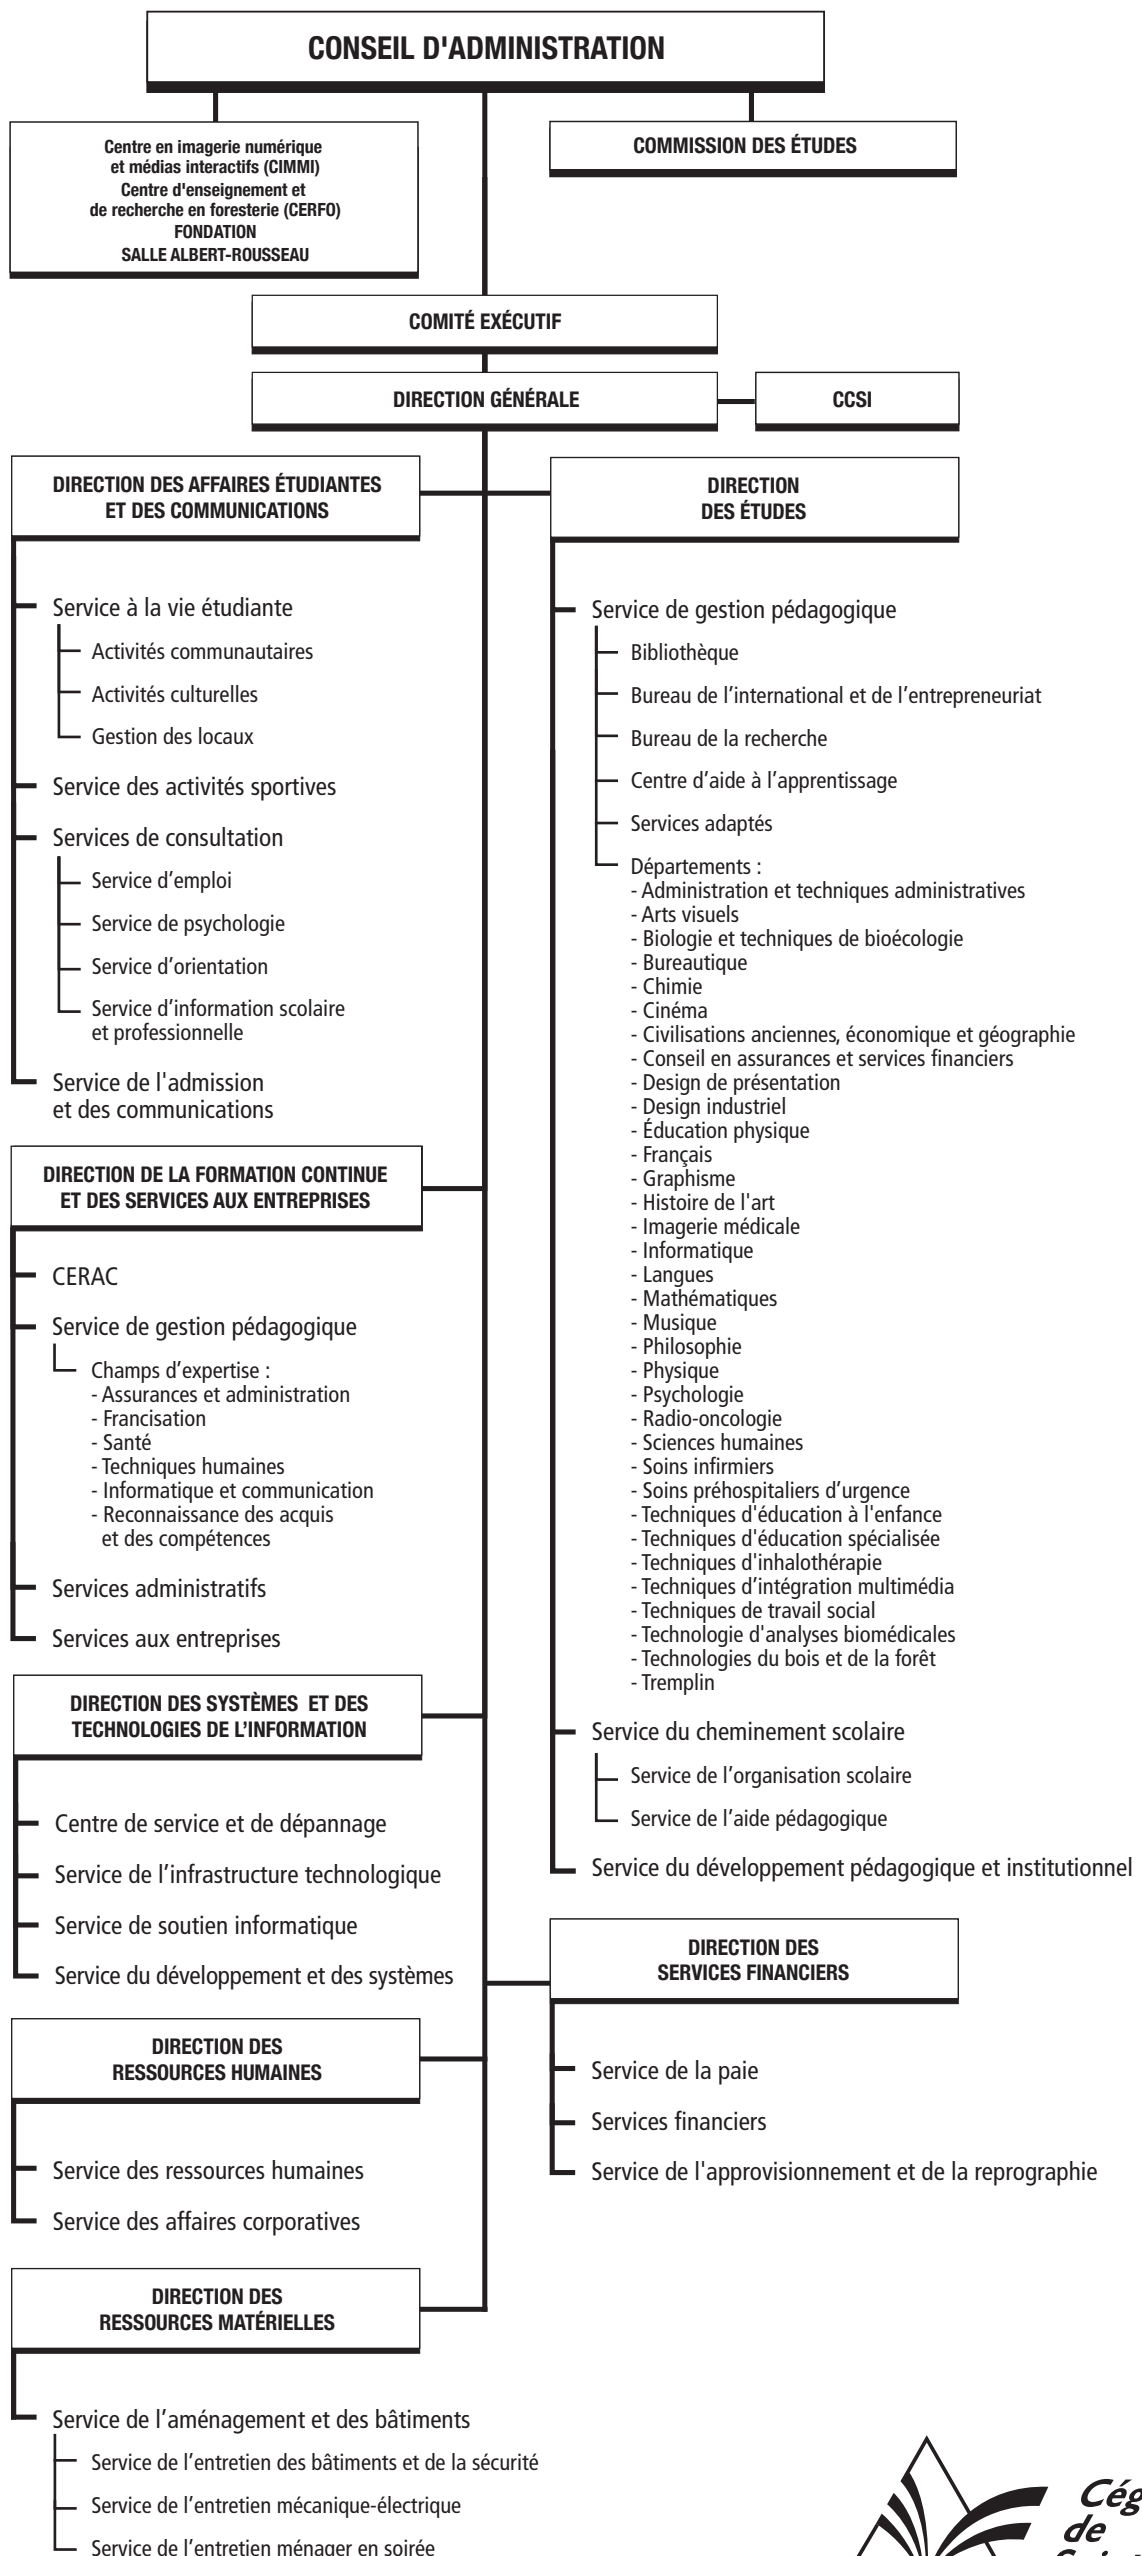 CONSEIL D'ADMINISTRATION
Centre en imagerie numérique
et médias interactifs (CIMMI)
Centre d'enseignement et
de recherche en foresterie (CERFO)
FONDATION
SALLE ALBERT-ROUSSEAU
COMMISSION DES ÉTUDES
COMITÉ EXÉCUTIF
DIRECTION GÉNÉRALE
CCSI
DIRECTION DES AFFAIRES ÉTUDIANTES
ET DES COMMUNICATIONS
Service à la vie étudiante
Activités communautaires
Activités culturelles
Gestion des locaux
Service des activités sportives
Services de consultation
Service d’emploi
Service de psychologie
Service d’orientation
Service d’information scolaire
et professionnelle
Service de l'admission
et des communications
DIRECTION DE LA FORMATION CONTINUE
ET DES SERVICES AUX ENTREPRISES
CERAC
Service de gestion pédagogique
Champs d’expertise :
- Assurances et administration
- Francisation
- Santé
- Techniques humaines
- Informatique et communication
- Reconnaissance des acquis
et des compétences
Services administratifs
Services aux entreprises
DIRECTION DES SYSTÈMES ET DES
TECHNOLOGIES DE L’INFORMATION
Centre de service et de dépannage
Service de l’infrastructure technologique
Service de soutien informatique
Service du développement et des systèmes
DIRECTION DES
RESSOURCES HUMAINES
Service des ressources humaines
Service des affaires corporatives
DIRECTION DES
RESSOURCES MATÉRIELLES
Service de l’aménagement et des bâtiments
Service de l’entretien des bâtiments et de la sécurité
Service de l’entretien mécanique-électrique
Service de l’entretien ménager en soirée
DIRECTION
DES ÉTUDES
Service de gestion pédagogique
Bibliothèque
Bureau de l’international et de l’entrepreneuriat
Bureau de la recherche
Centre d’aide à l’apprentissage
Services adaptés
Départements :
- Administration et techniques administratives
- Arts visuels
- Biologie et techniques de bioécologie
- Bureautique
- Chimie
- Cinéma
- Civilisations anciennes, économique et géographie
- Conseil en assurances et services financiers
- Design de présentation
- Design industriel
- Éducation physique
- Français
- Graphisme
- Histoire de l'art
- Imagerie médicale
- Informatique
- Langues
- Mathématiques
- Musique
- Philosophie
- Physique
- Psychologie
- Radio-oncologie
- Sciences humaines
- Soins infirmiers
- Soins préhospitaliers d’urgence
- Techniques d'éducation à l'enfance
- Techniques d'éducation spécialisée
- Techniques d'inhalothérapie
- Techniques d’intégration multimédia
- Techniques de travail social
- Technologie d'analyses biomédicales
- Technologies du bois et de la forêt
- Tremplin
Service du cheminement scolaire
Service de l’organisation scolaire
Service de l’aide pédagogique
Service du développement pédagogique et institutionnel
DIRECTION DES
SERVICES FINANCIERS
Service de la paie
Services financiers
Service de l'approvisionnement et de la reprographie
de